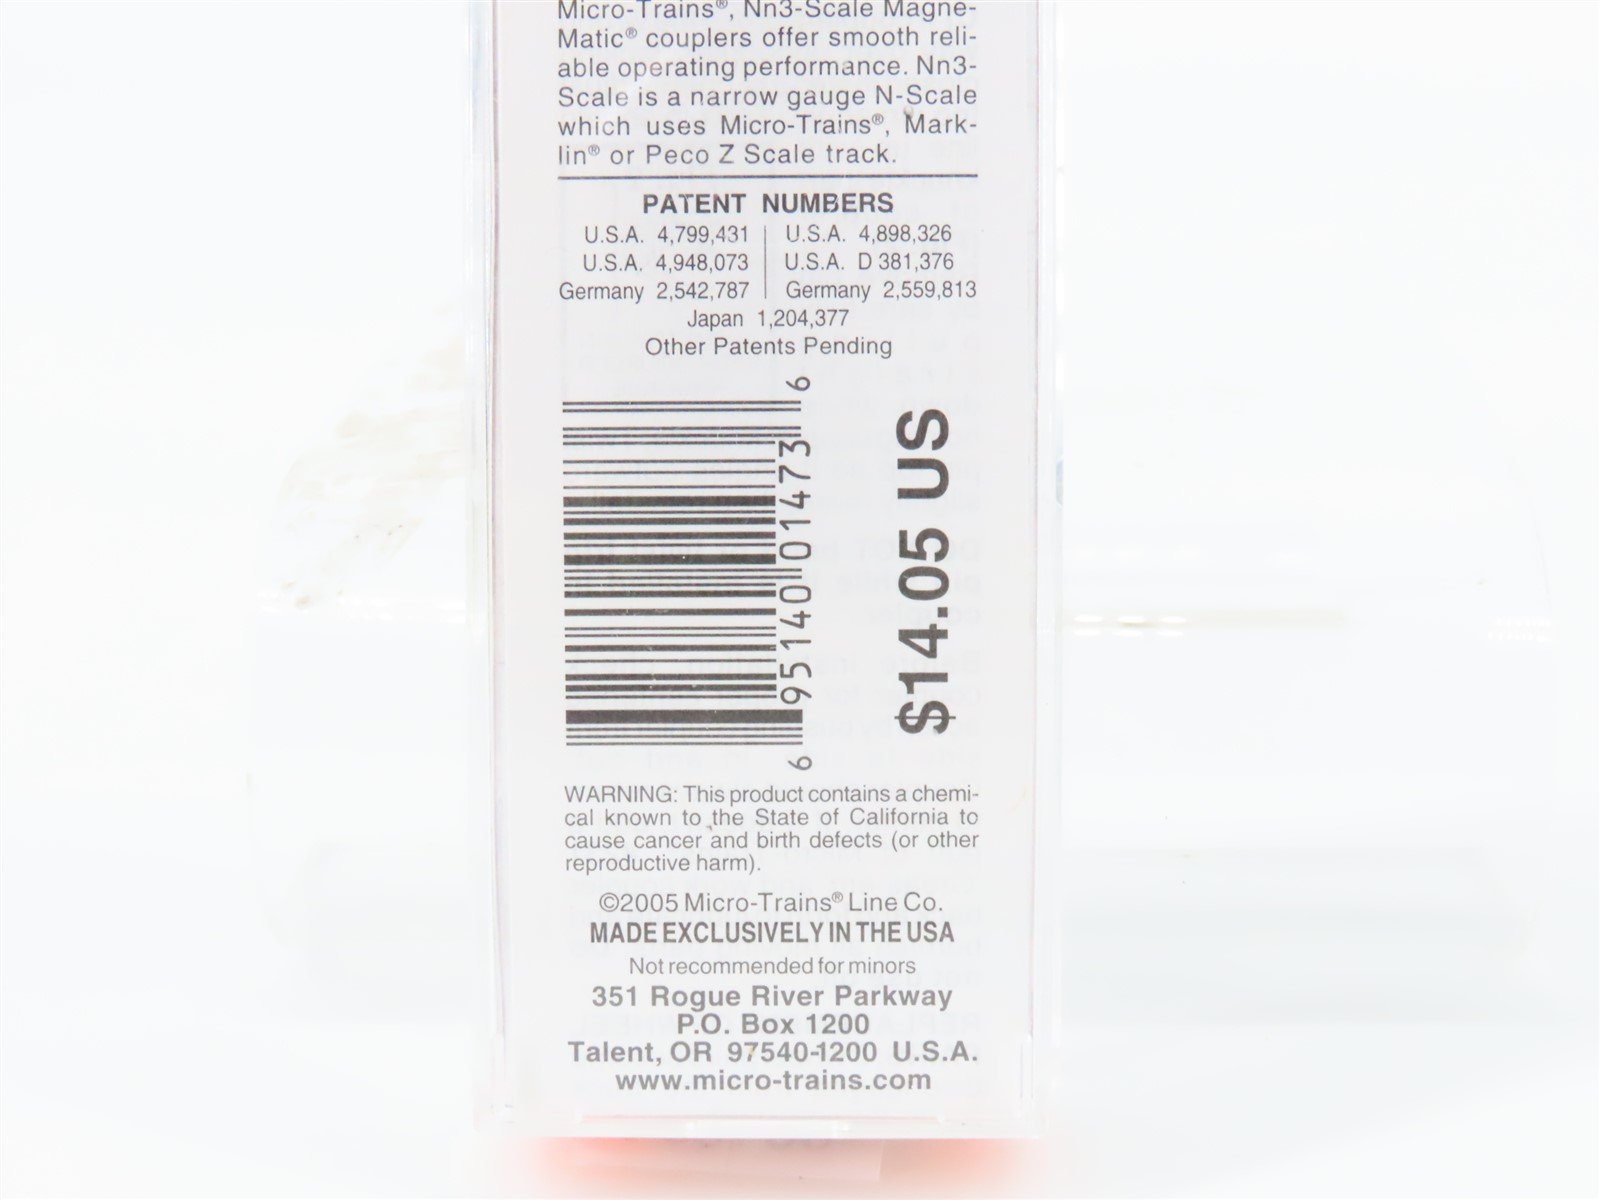 Micro-Trains®, Nn3-Scale Magne-
Matic® couplers offer smooth reli-
able operating performance. Nn3-
Scale is a narrow gauge N-Scale
which uses Micro-Trains®, Mark-
lin® or Peco Z Scale track.
PATENT NUMBERS
U.S.A. 4,799,431 | U.S.A. 4,898,326
U.S.A. 4,948,073 | U.S.A. D 381,376
Germany 2,542,787 | Germany 2,559,813
Japan 1,204,377
Other Patents Pending
6 95140 01473 6
$14.05 US
WARNING: This product contains a chemi-
cal known to the State of California to
cause cancer and birth defects (or other
reproductive harm).
©2005 Micro-Trains® Line Co.
MADE EXCLUSIVELY IN THE USA
Not recommended for minors
351 Rogue River Parkway
P.O. Box 1200
Talent, OR 97540-1200 U.S.A.
www.micro-trains.com